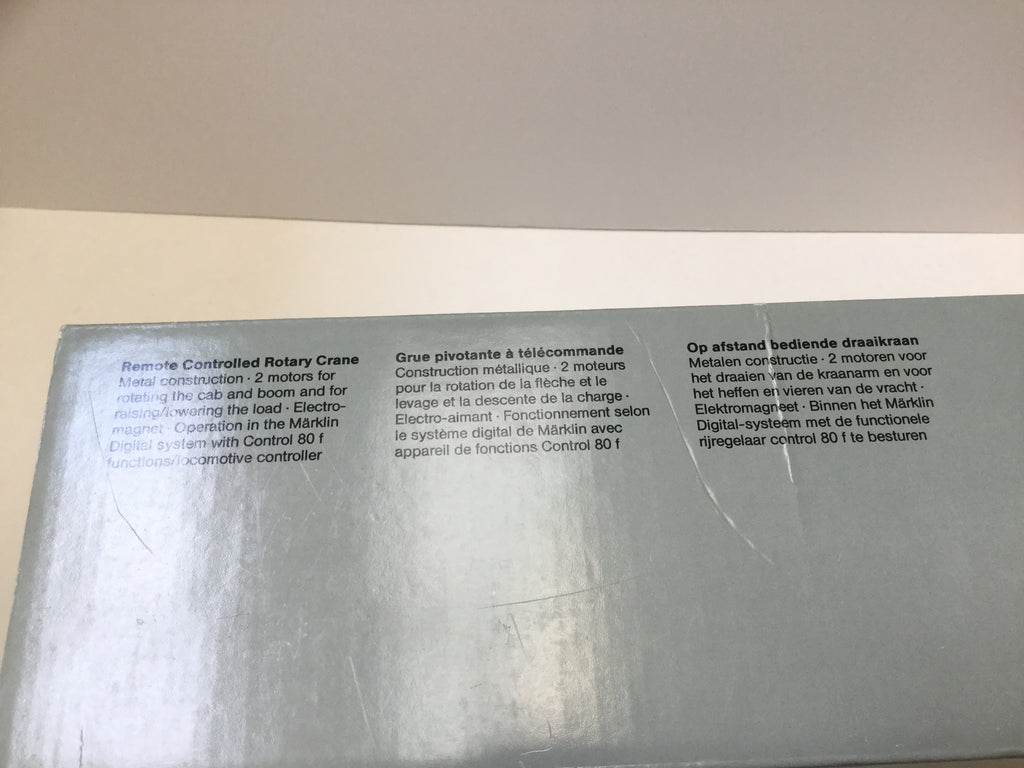 Remote Controlled Rotary Crane
Metal construction · 2 motors for
rotating the cab and boom and for
raising/lowering the load · Electro-
magnet · Operation in the Märklin
Digital system with Control 80 f
functions/locomotive controller
Grue pivotante à télécommande
Construction métallique · 2 moteurs
pour la rotation de la flèche et le
levage et la descente de la charge ·
Electro-aimant · Fonctionnement selon
le système digital de Märklin avec
appareil de fonctions Control 80 f
Op afstand bediende draaikraan
Metalen constructie · 2 motoren voor
het draaien van de kraanarm en voor
het heffen en vieren van de vracht ·
Elektromagneet · Binnen het Märklin
Digital-systeem met de functionele
rijregelaar control 80 f te besturen